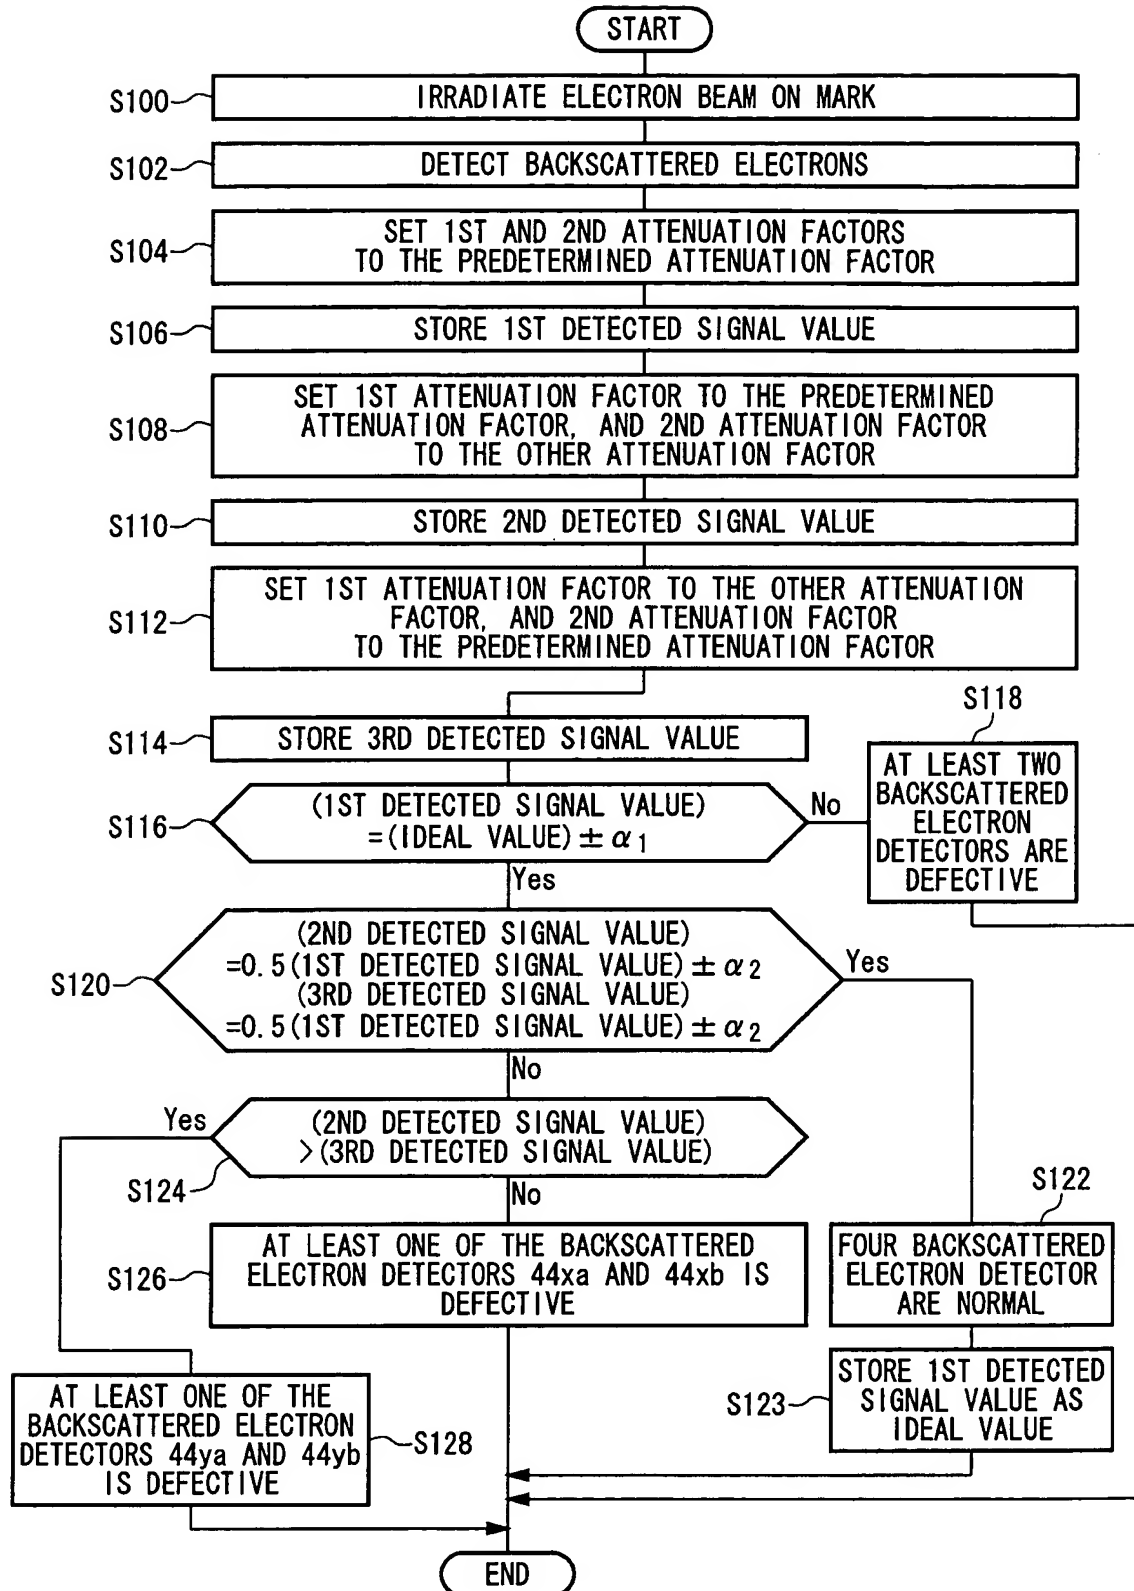 START
S100
IRRADIATE ELECTRON BEAM ON MARK
S102
DETECT BACKSCATTERED ELECTRONS
S104
SET 1ST AND 2ND ATTENUATION FACTORS
TO THE PREDETERMINED ATTENUATION FACTOR
S106
STORE 1ST DETECTED SIGNAL VALUE
S108
SET 1ST ATTENUATION FACTOR TO THE PREDETERMINED
ATTENUATION FACTOR, AND 2ND ATTENUATION FACTOR
TO THE OTHER ATTENUATION FACTOR
S110
STORE 2ND DETECTED SIGNAL VALUE
S112
SET 1ST ATTENUATION FACTOR TO THE OTHER ATTENUATION
FACTOR, AND 2ND ATTENUATION FACTOR
TO THE PREDETERMINED ATTENUATION FACTOR
S114
STORE 3RD DETECTED SIGNAL VALUE
S116
(1ST DETECTED SIGNAL VALUE)
=(IDEAL VALUE)±α1
No
S118
AT LEAST TWO
BACKSCATTERED
ELECTRON
DETECTORS ARE
DEFECTIVE
Yes
S120
(2ND DETECTED SIGNAL VALUE)
=0.5(1ST DETECTED SIGNAL VALUE)±α2
(3RD DETECTED SIGNAL VALUE)
=0.5(1ST DETECTED SIGNAL VALUE)±α2
Yes
No
S124
(2ND DETECTED SIGNAL VALUE)
>(3RD DETECTED SIGNAL VALUE)
Yes
No
S126
AT LEAST ONE OF THE BACKSCATTERED
ELECTRON DETECTORS 44xa AND 44xb IS
DEFECTIVE
S122
FOUR BACKSCATTERED
ELECTRON DETECTOR
ARE NORMAL
S123
STORE 1ST DETECTED
SIGNAL VALUE AS
IDEAL VALUE
AT LEAST ONE OF THE
BACKSCATTERED ELECTRON
DETECTORS 44ya AND 44yb
IS DEFECTIVE
S128
END